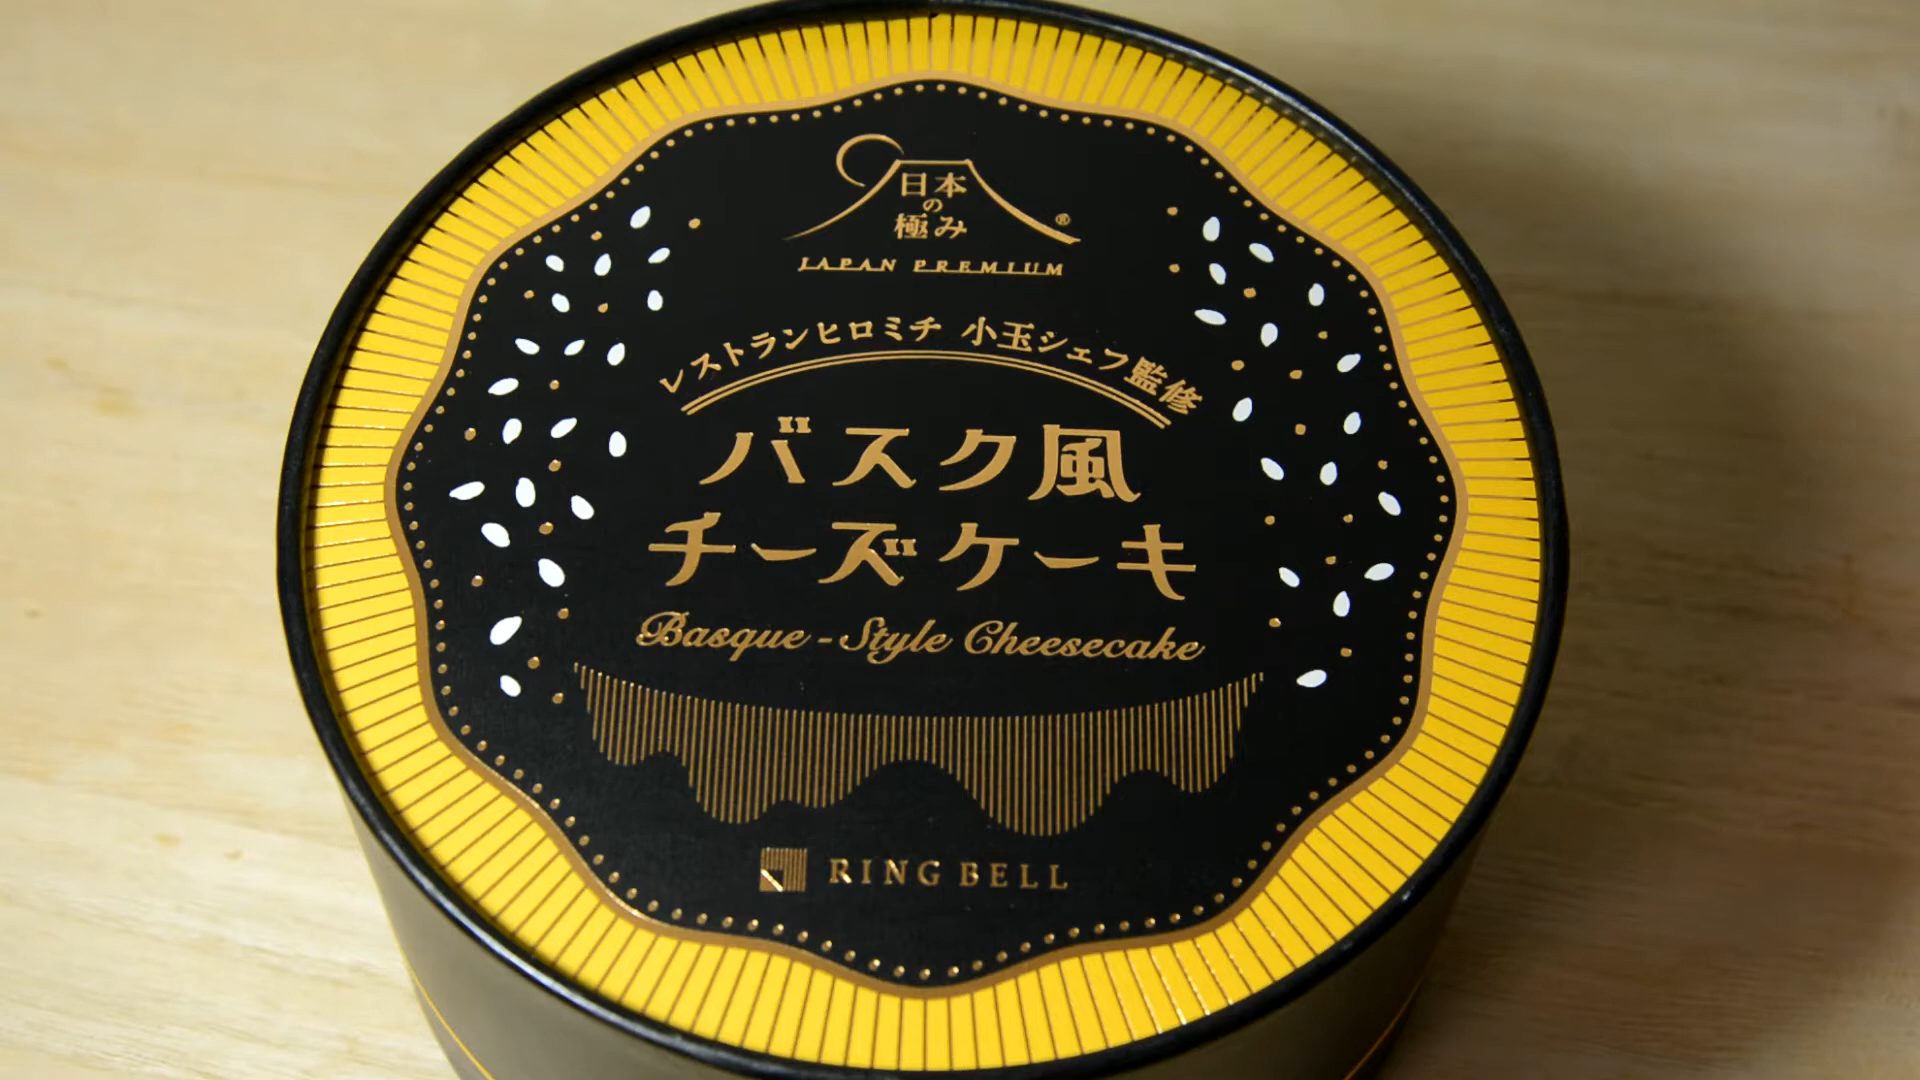 日本
の
極み
®
JAPAN PREMIUM
レストランヒロミチ 小玉シェフ監修
バスク風
チーズケーキ
Basque-Style Cheesecake
RING BELL